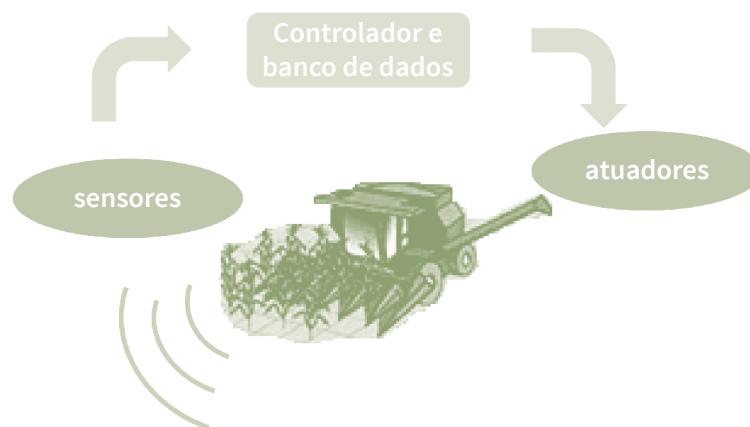 Controlador e
banco de dados
sensores
atuadores